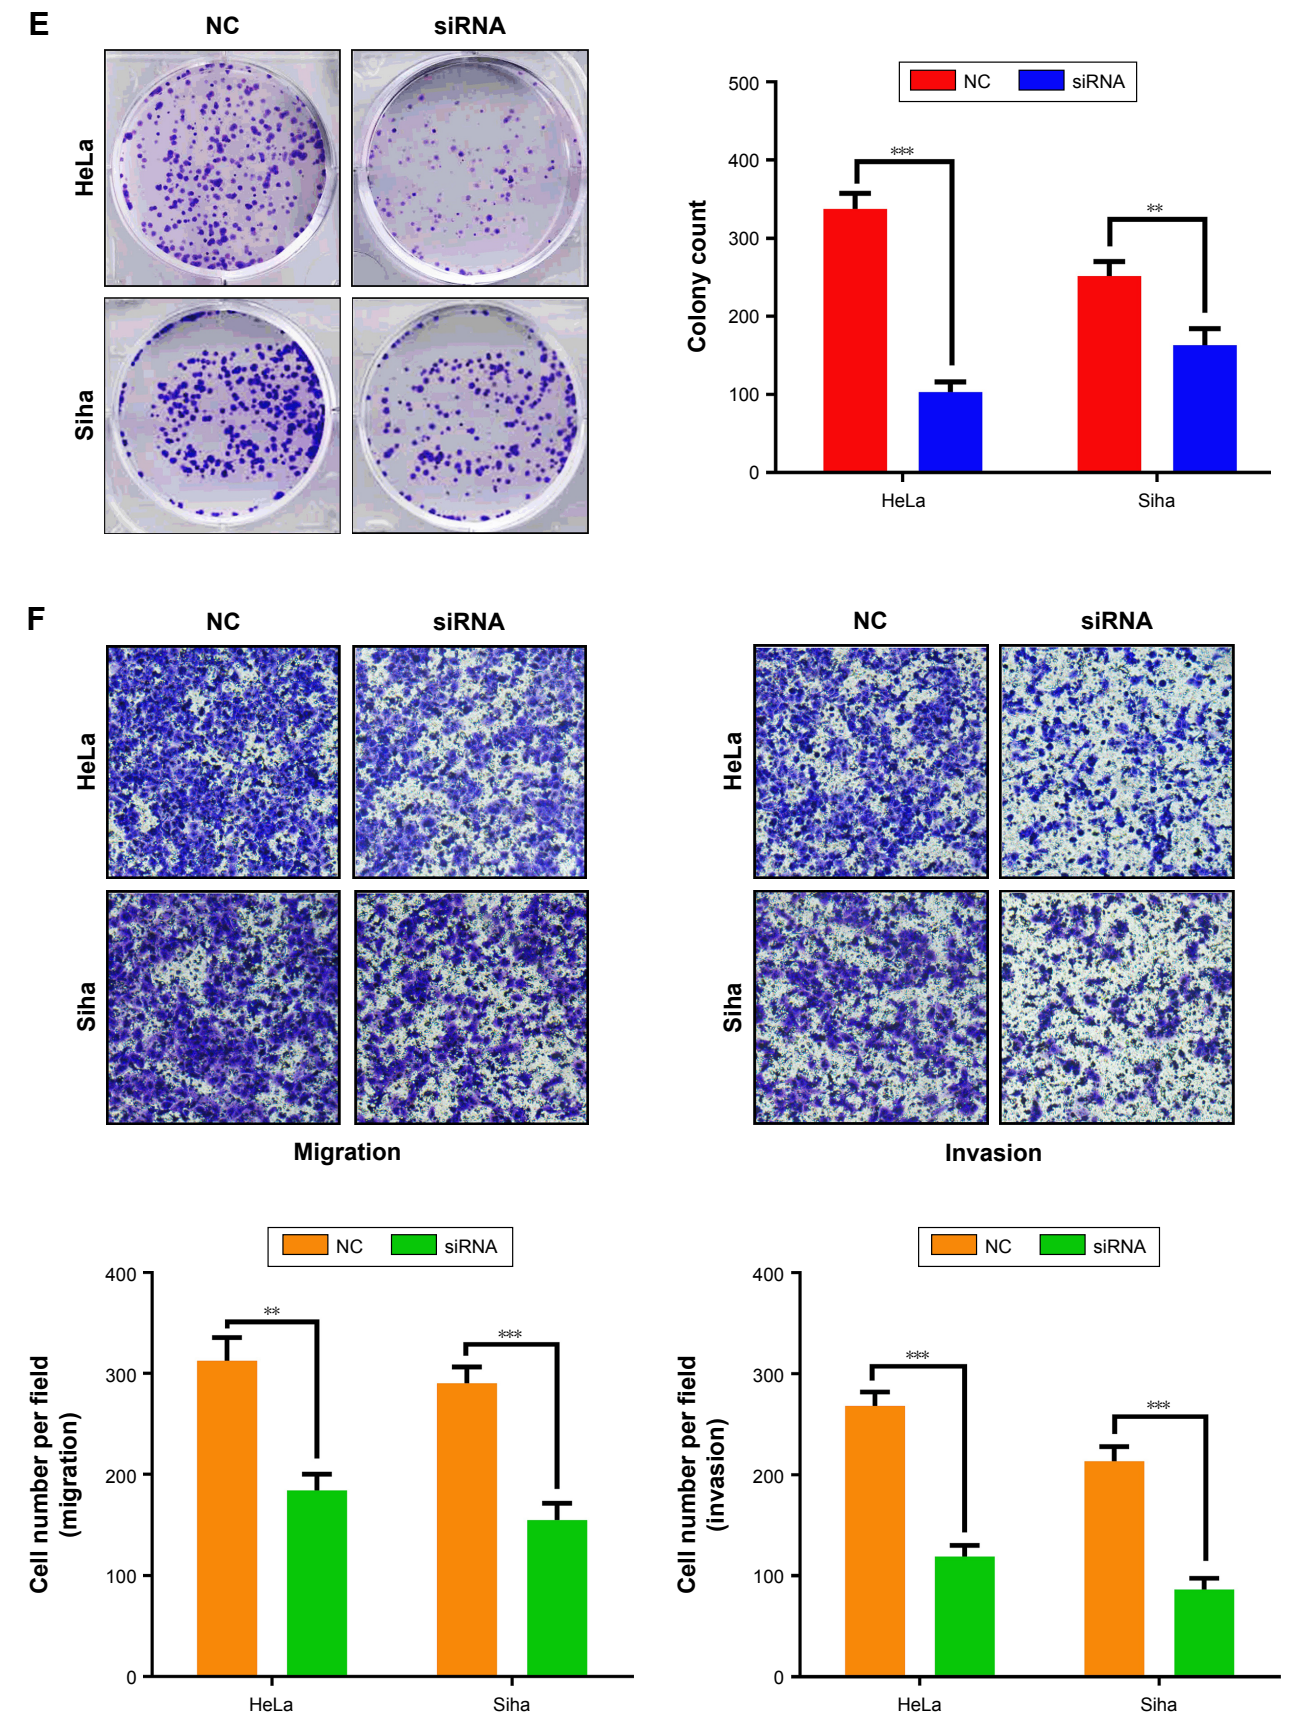 E
NC siRNA
HeLa
Siha
NC siRNA
Colony count
500
400
300
200
100
0
***
**
HeLa Siha
F
NC siRNA
HeLa
Siha
Migration
NC siRNA
HeLa
Siha
Invasion
NC siRNA
Cell number per field
(migration)
400
300
200
100
0
**
***
HeLa Siha
NC siRNA
Cell number per field
(invasion)
400
300
200
100
0
***
***
HeLa Siha